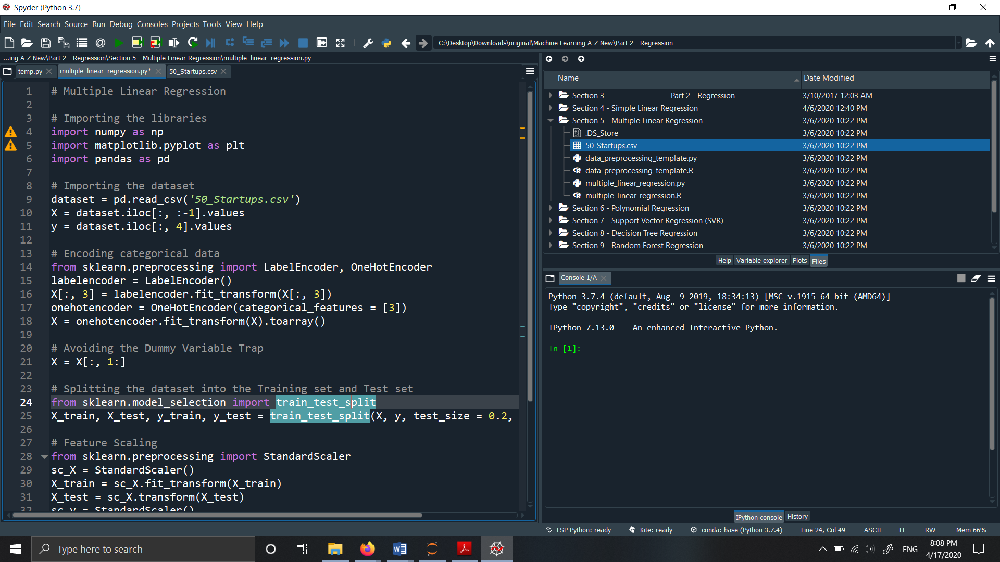 Spyder (Python 3.7)
File Edit Search Source Run Debug Consoles Projects Tools View Help
C:\Desktop\Downloads\original\Machine Learning A-Z New\Part 2 - Regression
...ing A-Z New\Part 2 - Regression\Section 5 - Multiple Linear Regression\multiple_linear_regression.py
temp.py multiple_linear_regression.py* 50_Startups.csv
1 # Multiple Linear Regression
2
3 # Importing the libraries
4 import numpy as np
5 import matplotlib.pyplot as plt
6 import pandas as pd
7
8 # Importing the dataset
9 dataset = pd.read_csv('50_Startups.csv')
10 X = dataset.iloc[:, :-1].values
11 y = dataset.iloc[:, 4].values
12
13 # Encoding categorical data
14 from sklearn.preprocessing import LabelEncoder, OneHotEncoder
15 labelencoder = LabelEncoder()
16 X[:, 3] = labelencoder.fit_transform(X[:, 3])
17 onehotencoder = OneHotEncoder(categorical_features = [3])
18 X = onehotencoder.fit_transform(X).toarray()
19
20 # Avoiding the Dummy Variable Trap
21 X = X[:, 1:]
22
23 # Splitting the dataset into the Training set and Test set
24 from sklearn.model_selection import train_test_split
25 X_train, X_test, y_train, y_test = train_test_split(X, y, test_size = 0.2,
26
27 # Feature Scaling
28 from sklearn.preprocessing import StandardScaler
29 sc_X = StandardScaler()
30 X_train = sc_X.fit_transform(X_train)
31 X_test = sc_X.transform(X_test)
32 sc_y = StandardScaler()
Name Date Modified
Section 3 -------------------- Part 2 - Regression -------------------- 3/10/2017 12:03 AM
Section 4 - Simple Linear Regression 4/6/2020 12:40 PM
Section 5 - Multiple Linear Regression 3/6/2020 10:22 PM
.DS_Store 3/6/2020 10:22 PM
50_Startups.csv 3/6/2020 10:22 PM
data_preprocessing_template.py 3/6/2020 10:22 PM
data_preprocessing_template.R 3/6/2020 10:22 PM
multiple_linear_regression.py 3/6/2020 10:22 PM
multiple_linear_regression.R 3/6/2020 10:22 PM
Section 6 - Polynomial Regression 3/6/2020 10:22 PM
Section 7 - Support Vector Regression (SVR) 3/6/2020 10:22 PM
Section 8 - Decision Tree Regression 3/6/2020 10:22 PM
Section 9 - Random Forest Regression 3/6/2020 10:22 PM
Help Variable explorer Plots Files
Console 1/A
Python 3.7.4 (default, Aug  9 2019, 18:34:13) [MSC v.1915 64 bit (AMD64)]
Type "copyright", "credits" or "license" for more information.
IPython 7.13.0 -- An enhanced Interactive Python.
In [1]:
IPython console History
LSP Python: ready Kite: ready conda: base (Python 3.7.4) Line 24, Col 49 ASCII LF RW Mem 66%
Type here to search
ENG
8:08 PM
4/17/2020